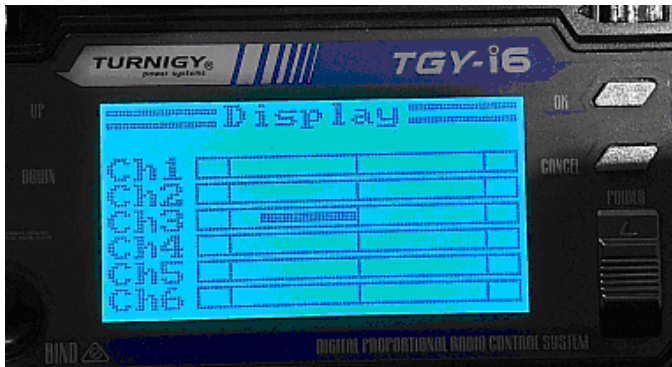 TURNIGY®
power systems
TGY-i6
UP
OK
Display
DOWN
CANCEL
Ch1
Ch2
Ch3
Ch4
Ch5
Ch6
POWER
BIND
DIGITAL PROPORTIONAL RADIO CONTROL SYSTEM